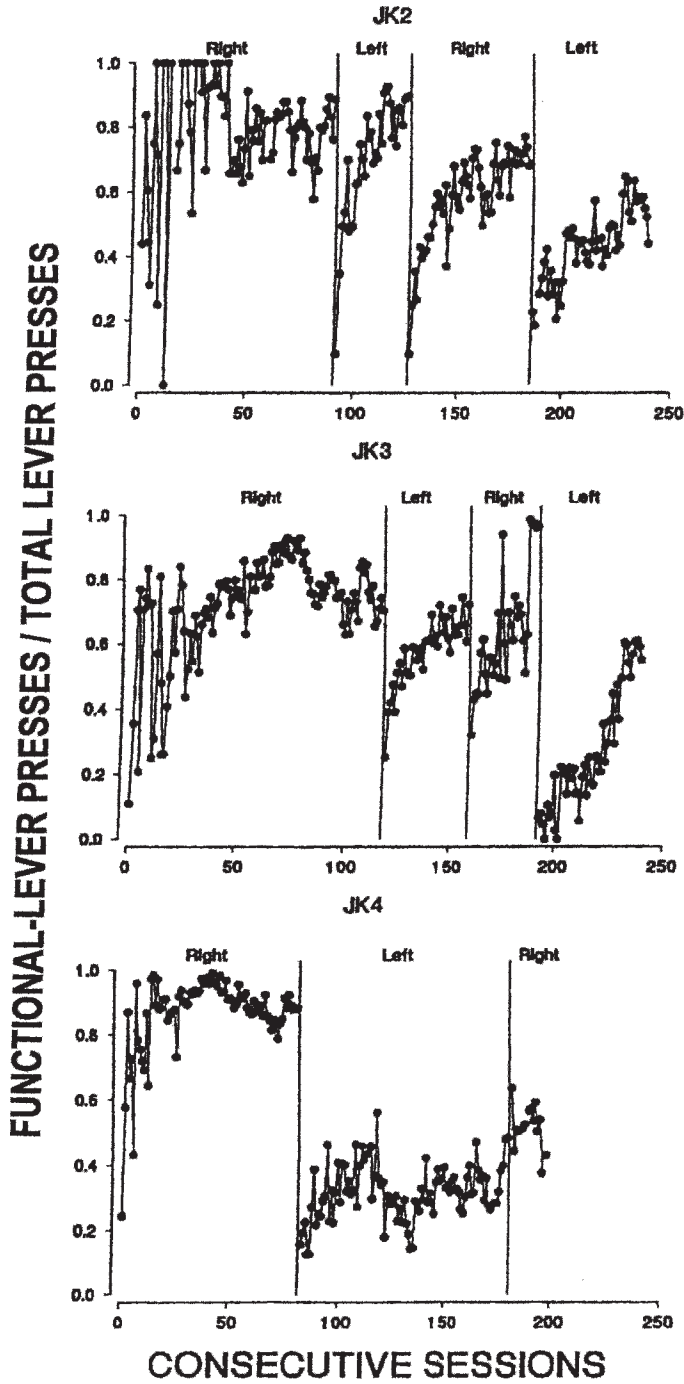 JK2
Right Left Right Left
1.0
0.8
0.6
0.4
0.2
0.0
0 50 100 150 200 250
JK3
Right Left Right Left
1.0
0.8
0.6
0.4
0.2
0.0
0 50 100 150 200 250
JK4
Right Left Right
1.0
0.8
0.6
0.4
0.2
0.0
0 50 100 150 200 250
FUNCTIONAL-LEVER PRESSES / TOTAL LEVER PRESSES
CONSECUTIVE SESSIONS